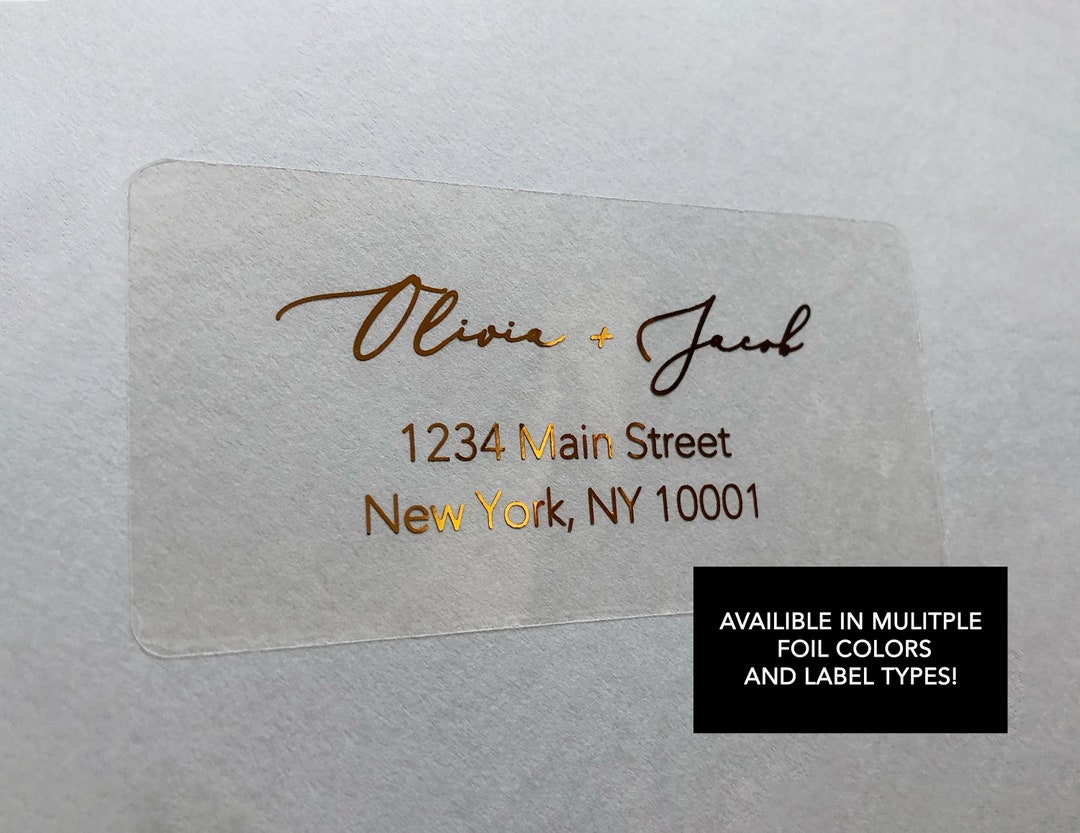 Olivia + Jacob
1234 Main Street
New York, NY 10001
AVAILIBLE IN MULITPLE
FOIL COLORS
AND LABEL TYPES!